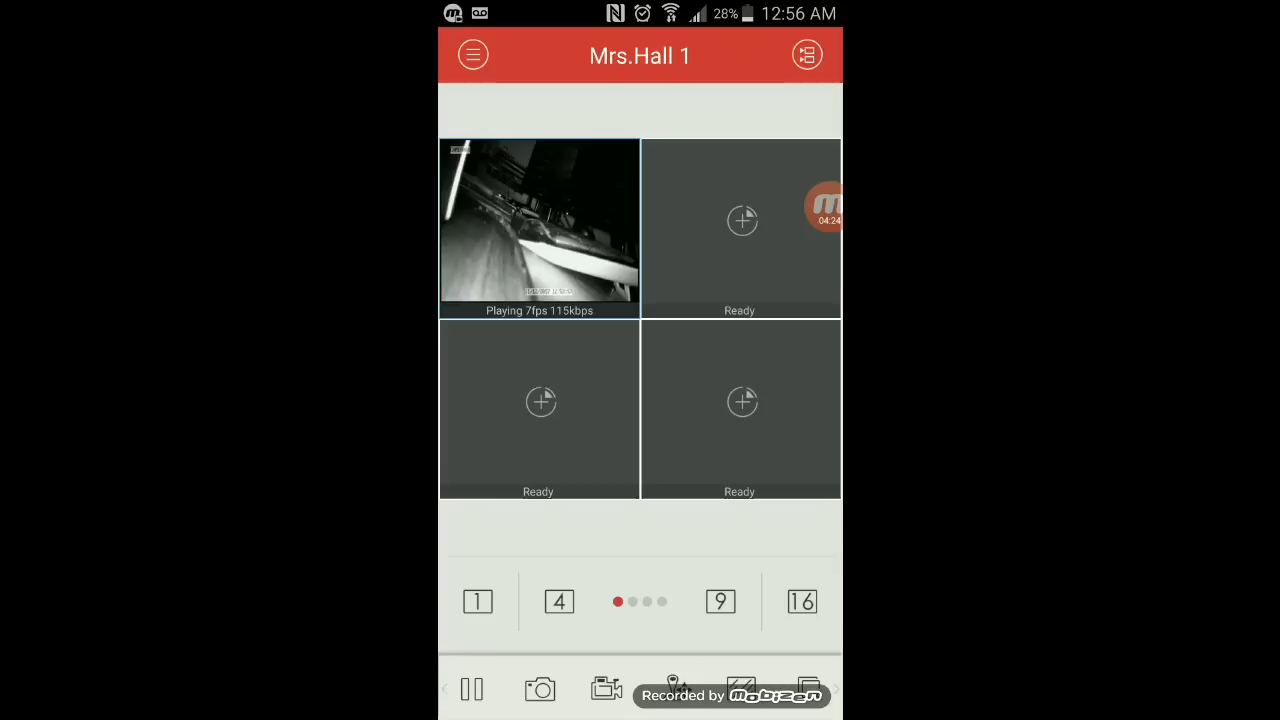 28% 12:56 AM
Mrs.Hall 1
04:24
Playing 7fps 115kbps
Ready
Ready
Ready
1 4 9 16
Recorded by mobizen